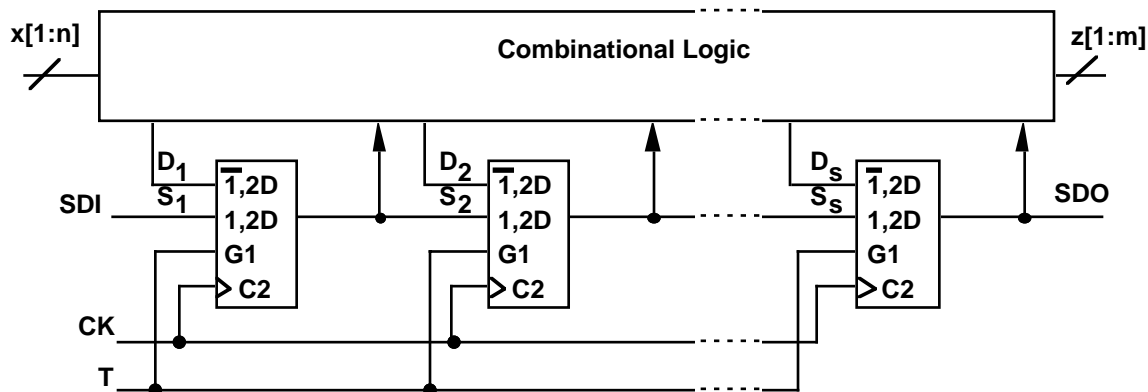 x[1:n]
Combinational Logic
z[1:m]
D1
1,2D
D2
1,2D
Ds
1,2D
SDI
S1
1,2D
S2
1,2D
Ss
1,2D
SDO
G1
G1
G1
C2
C2
C2
CK
T